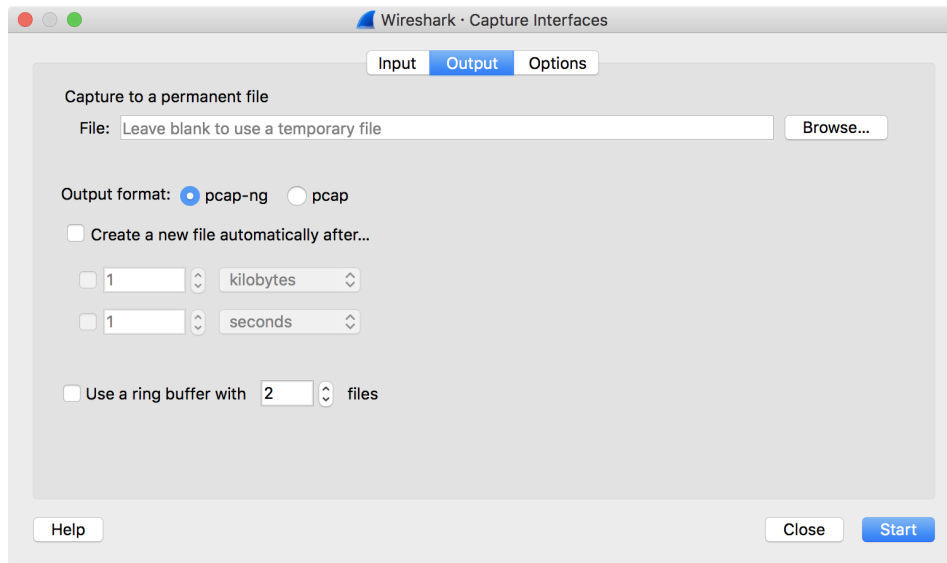 Wireshark · Capture Interfaces
Input Output Options
Capture to a permanent file
File: Leave blank to use a temporary file Browse...
Output format: pcap-ng pcap
Create a new file automatically after...
1 kilobytes
1 seconds
Use a ring buffer with 2 files
Help Close Start